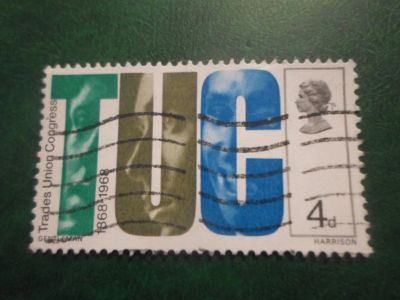 Trades Union Congress
1868-1968
TUC
4d
GENTLEMAN
HARRISON